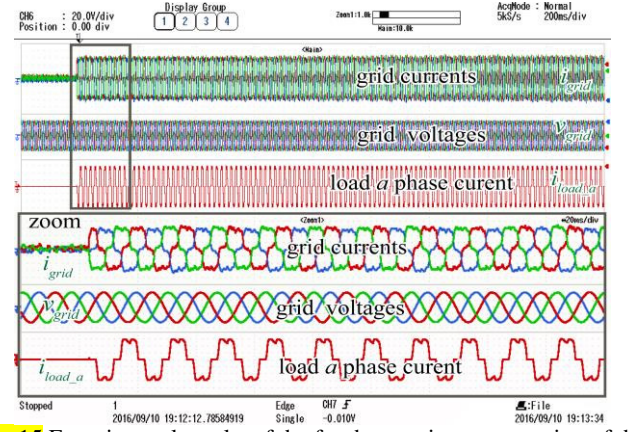 CH6 : 20.0V/div
Position : 0.00 div
Display Group
1 2 3 4
Zoom1:1.0k
Main:10.0k
AcqMode : Normal
5kS/s 200ms/div
<Main>
grid currents i_grid
grid voltages v_grid
load a phase curent i_load_a
zoom
<Zoom1>
20ms/div
grid currents
i_grid
v_grid
grid voltages
load a phase curent
i_load_a
Stopped 1 Edge CH7 File
2016/09/10 19:12:12.78584919 Single -0.010V 2016/09/10 19:13:34